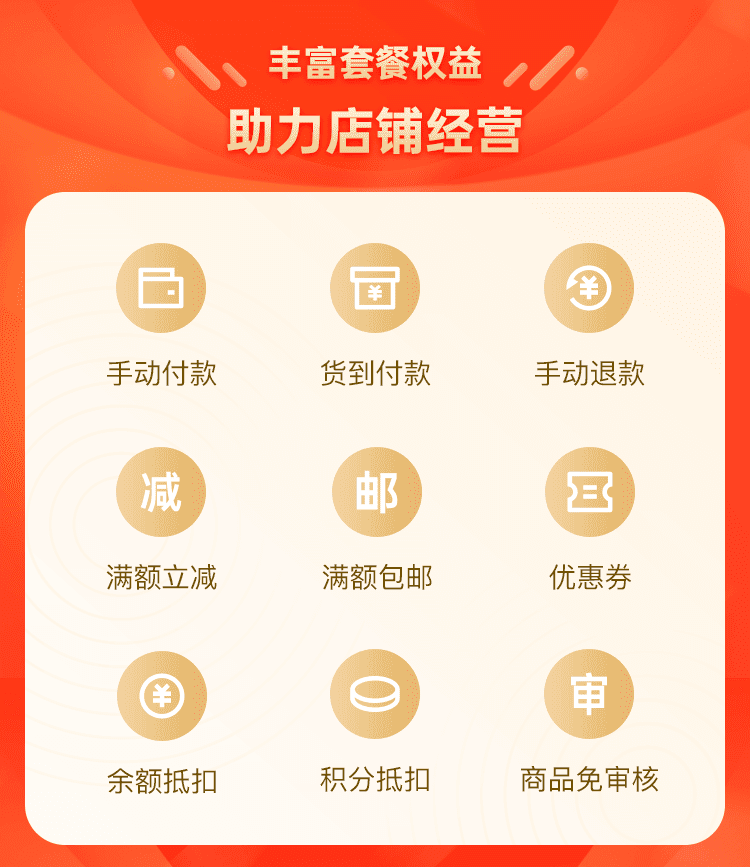 丰富套餐权益
助力店铺经营
¥
¥
手动付款 货到付款 手动退款
减 邮
满额立减 满额包邮 优惠券
¥
审
余额抵扣 积分抵扣 商品免审核